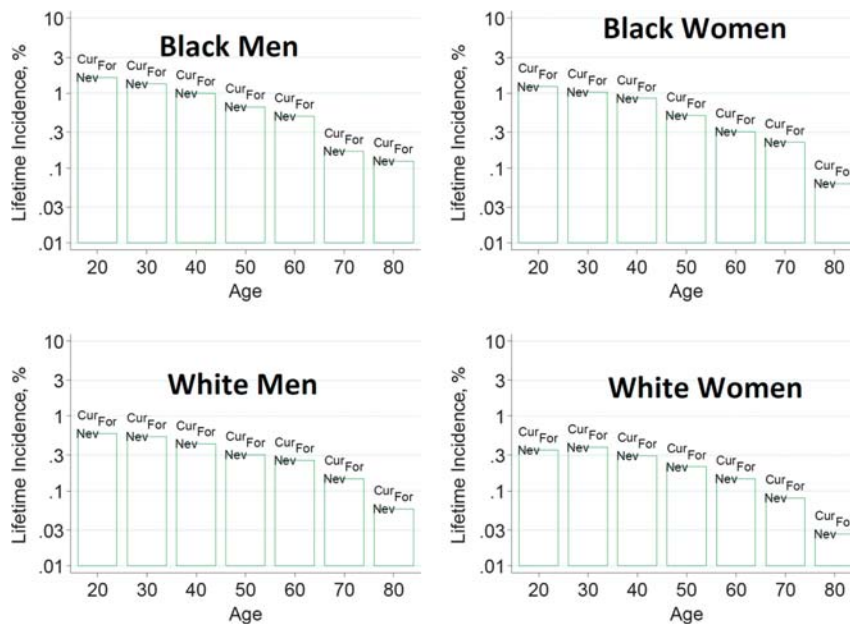 Black Men
Lifetime Incidence, %
10
3
1
.3
.1
.03
.01
Cur For Nev
Cur For Nev
Cur For Nev
Cur For Nev
Cur For Nev
Cur For Nev
Cur For Nev
20 30 40 50 60 70 80
Age
Black Women
Lifetime Incidence, %
10
3
1
.3
.1
.03
.01
Cur For Nev
Cur For Nev
Cur For Nev
Cur For Nev
Cur For Nev
Cur For Nev
Cur For Nev
20 30 40 50 60 70 80
Age
White Men
Lifetime Incidence, %
10
3
1
.3
.1
.03
.01
Cur For Nev
Cur For Nev
Cur For Nev
Cur For Nev
Cur For Nev
Cur For Nev
Cur For Nev
20 30 40 50 60 70 80
Age
White Women
Lifetime Incidence, %
10
3
1
.3
.1
.03
.01
Cur For Nev
Cur For Nev
Cur For Nev
Cur For Nev
Cur For Nev
Cur For Nev
Cur For Nev
20 30 40 50 60 70 80
Age